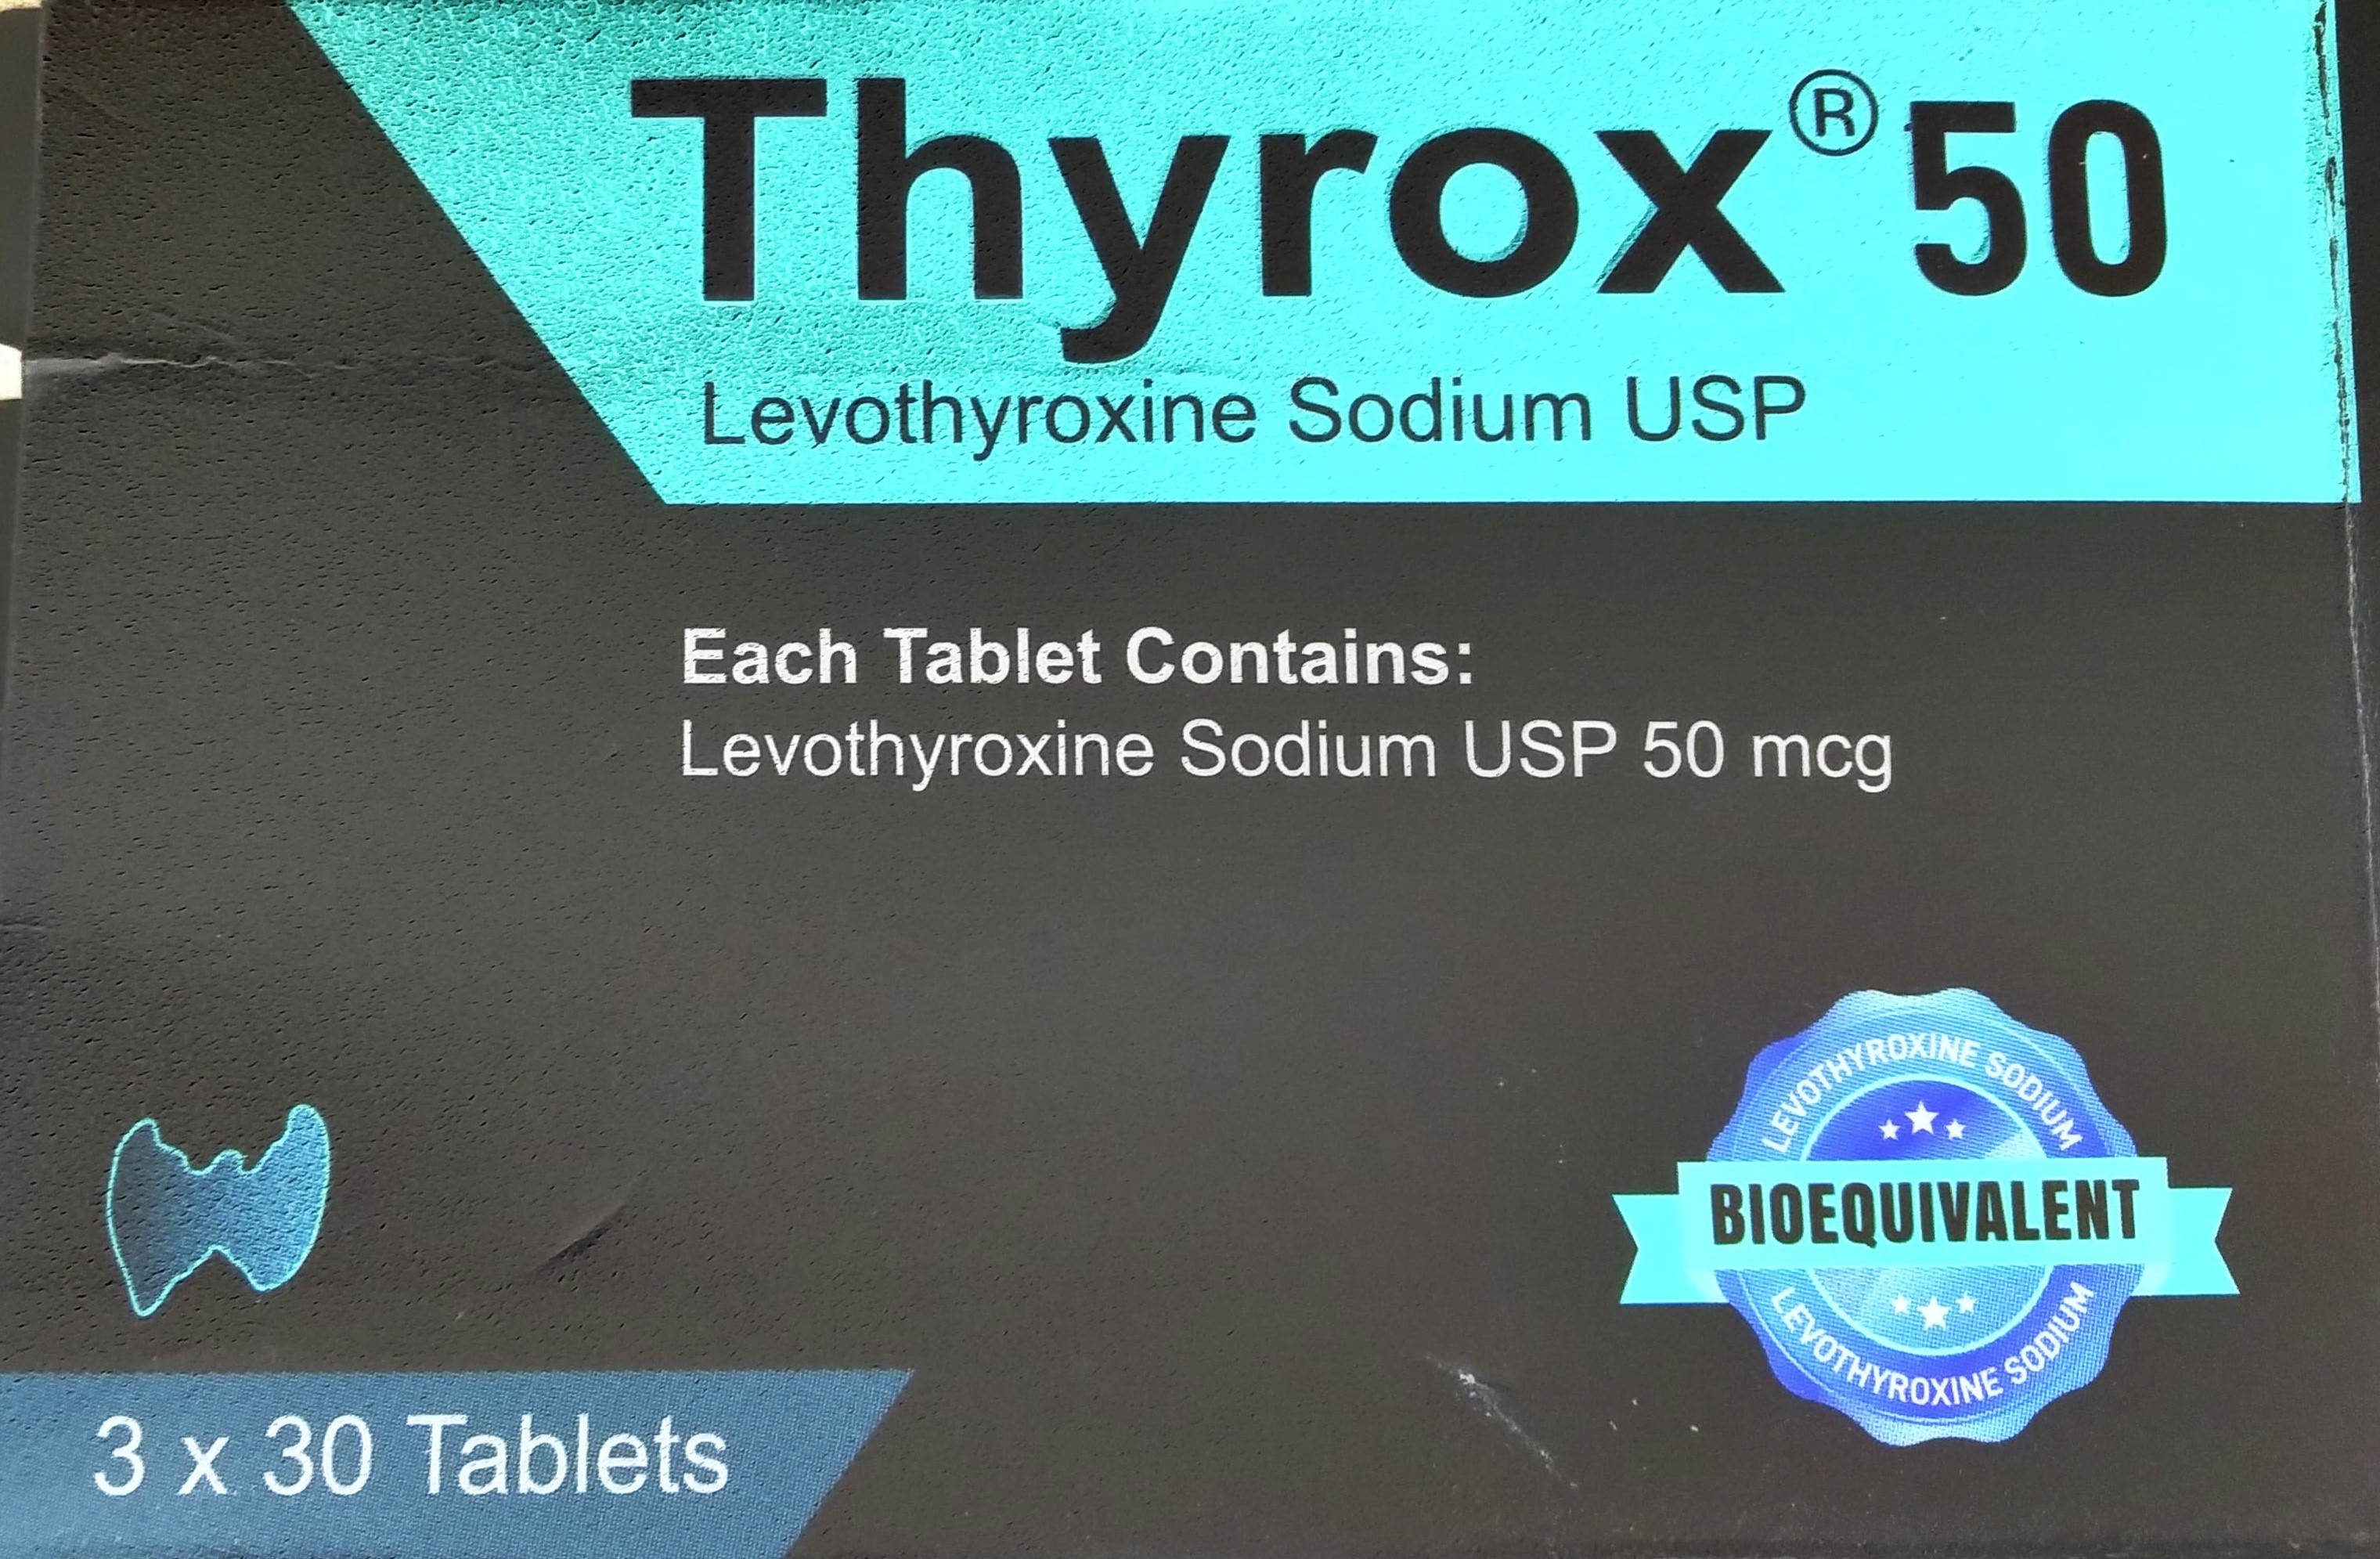 Thyrox® 50
Levothyroxine Sodium USP
Each Tablet Contains:
Levothyroxine Sodium USP 50 mcg
LEVOTHYROXINE SODIUM
BIOEQUIVALENT
LEVOTHYROXINE SODIUM
3 x 30 Tablets